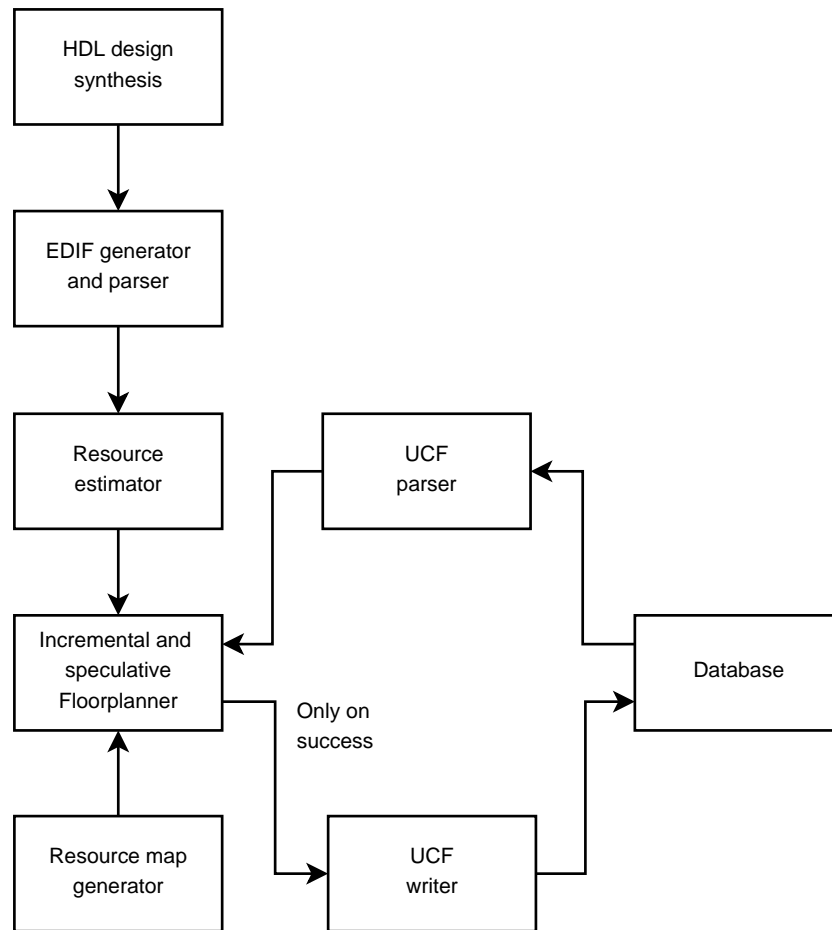 HDL design
synthesis
EDIF generator
and parser
Resource
estimator
UCF
parser
Incremental and
speculative
Floorplanner
Only on
success
Database
Resource map
generator
UCF
writer